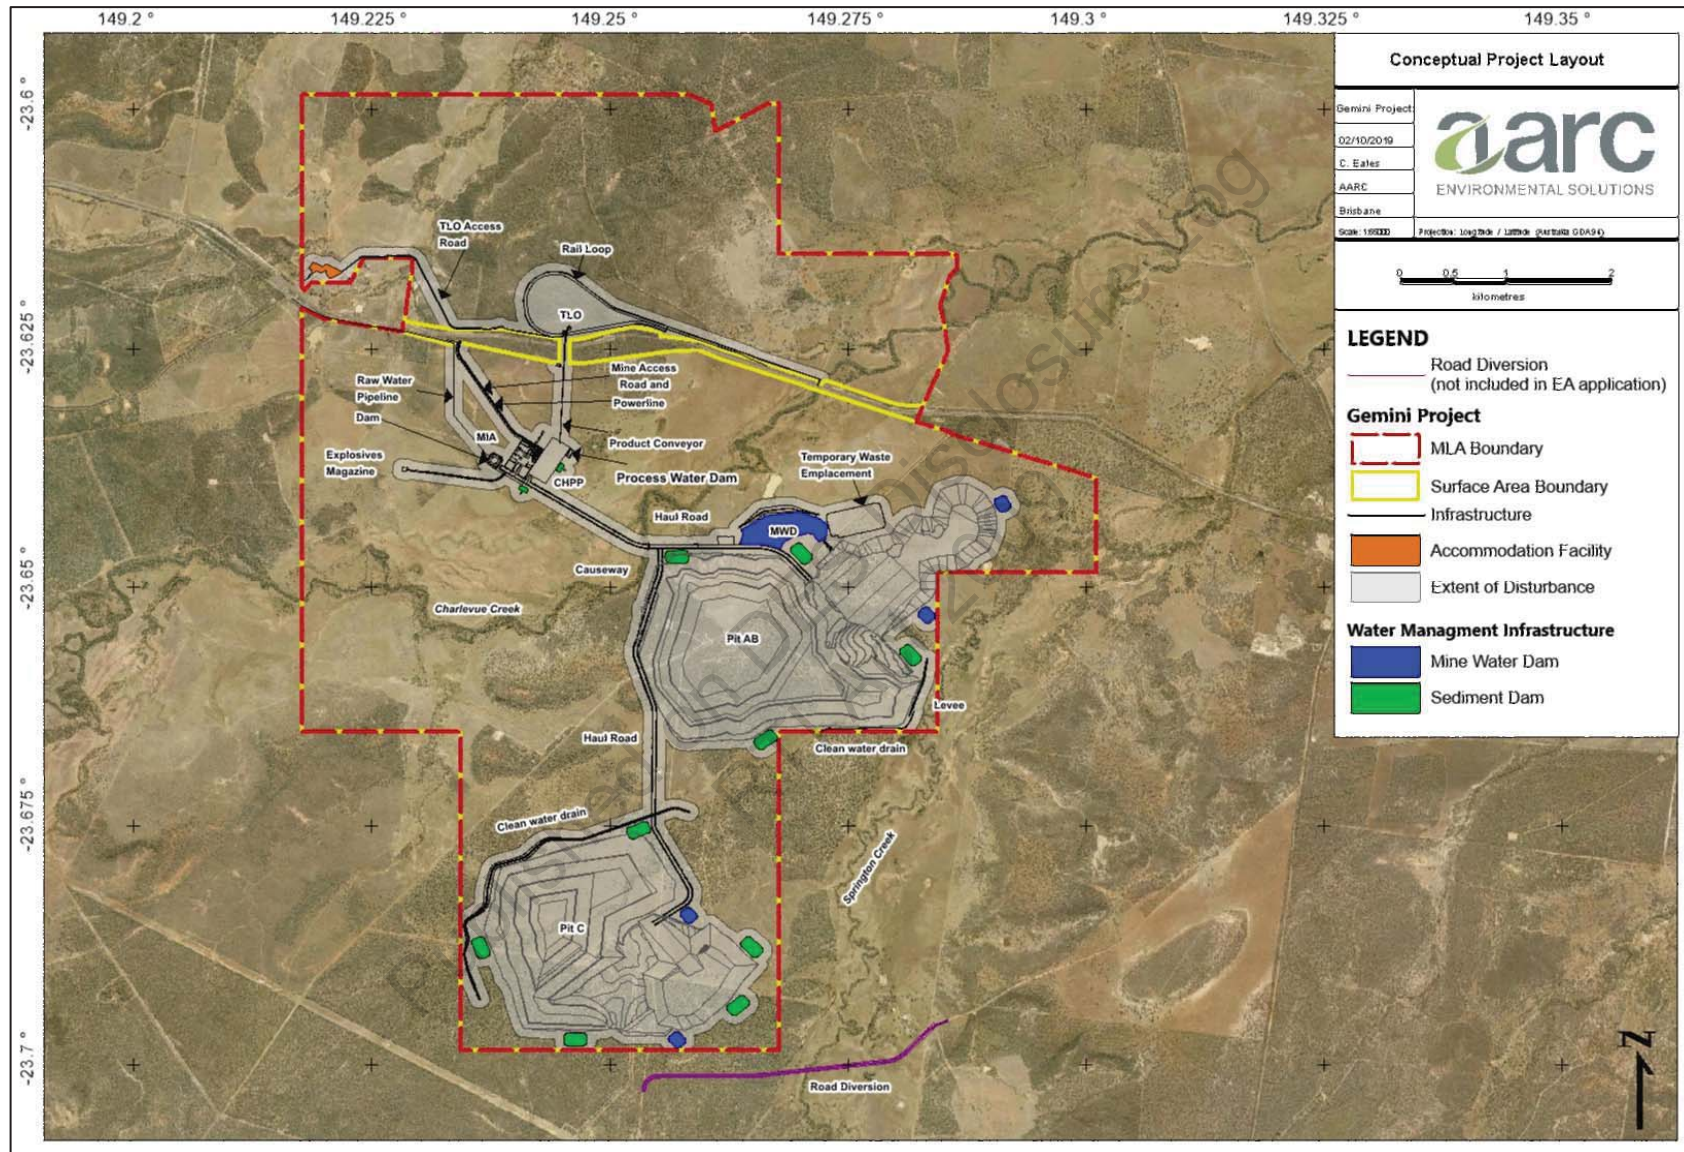 149.2 ° 149.225 ° 149.25 ° 149.275 ° 149.3 ° 149.325 ° 149.35 °
-23.6 °
-23.625 °
-23.65 °
-23.675 °
-23.7 °
Conceptual Project Layout
Gemini Project
02/10/2019
C. Eales
AARC
Brisbane
aarc
ENVIRONMENTAL SOLUTIONS
Projection: Longitude / Latitude (Australia GDA94)
0 0.5 1 2
kilometres
LEGEND
Road Diversion
(not included in EA application)
Gemini Project
MLA Boundary
Surface Area Boundary
Infrastructure
Accommodation Facility
Extent of Disturbance
Water Managment Infrastructure
Mine Water Dam
Sediment Dam
TLO Access
Road
Rail Loop
TLO
Raw Water
Pipeline
Dam
Mine Access
Road and
Powerline
MIA
Product Conveyor
Explosives
Magazine
CHPP
Process Water Dam
Temporary Waste
Emplacement
Haul Road
MWD
Causeway
Charlevue Creek
Pit AB
Levee
Haul Road
Clean water drain
Clean water drain
Springton Creek
Pit C
Road Diversion
N